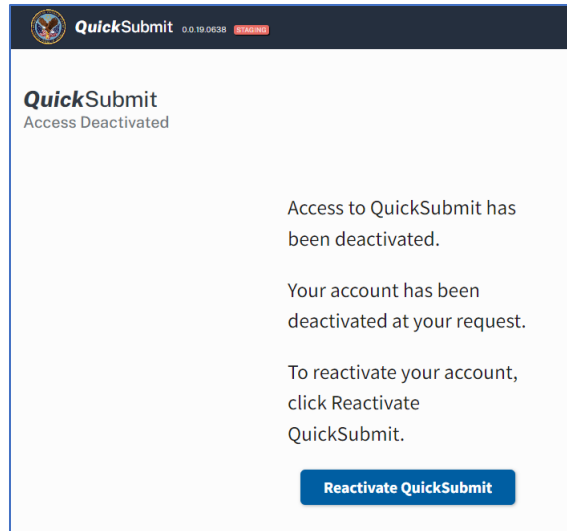 QuickSubmit 0.0.19.0638 STAGING
QuickSubmit
Access Deactivated
Access to QuickSubmit has
been deactivated.
Your account has been
deactivated at your request.
To reactivate your account,
click Reactivate
QuickSubmit.
Reactivate QuickSubmit